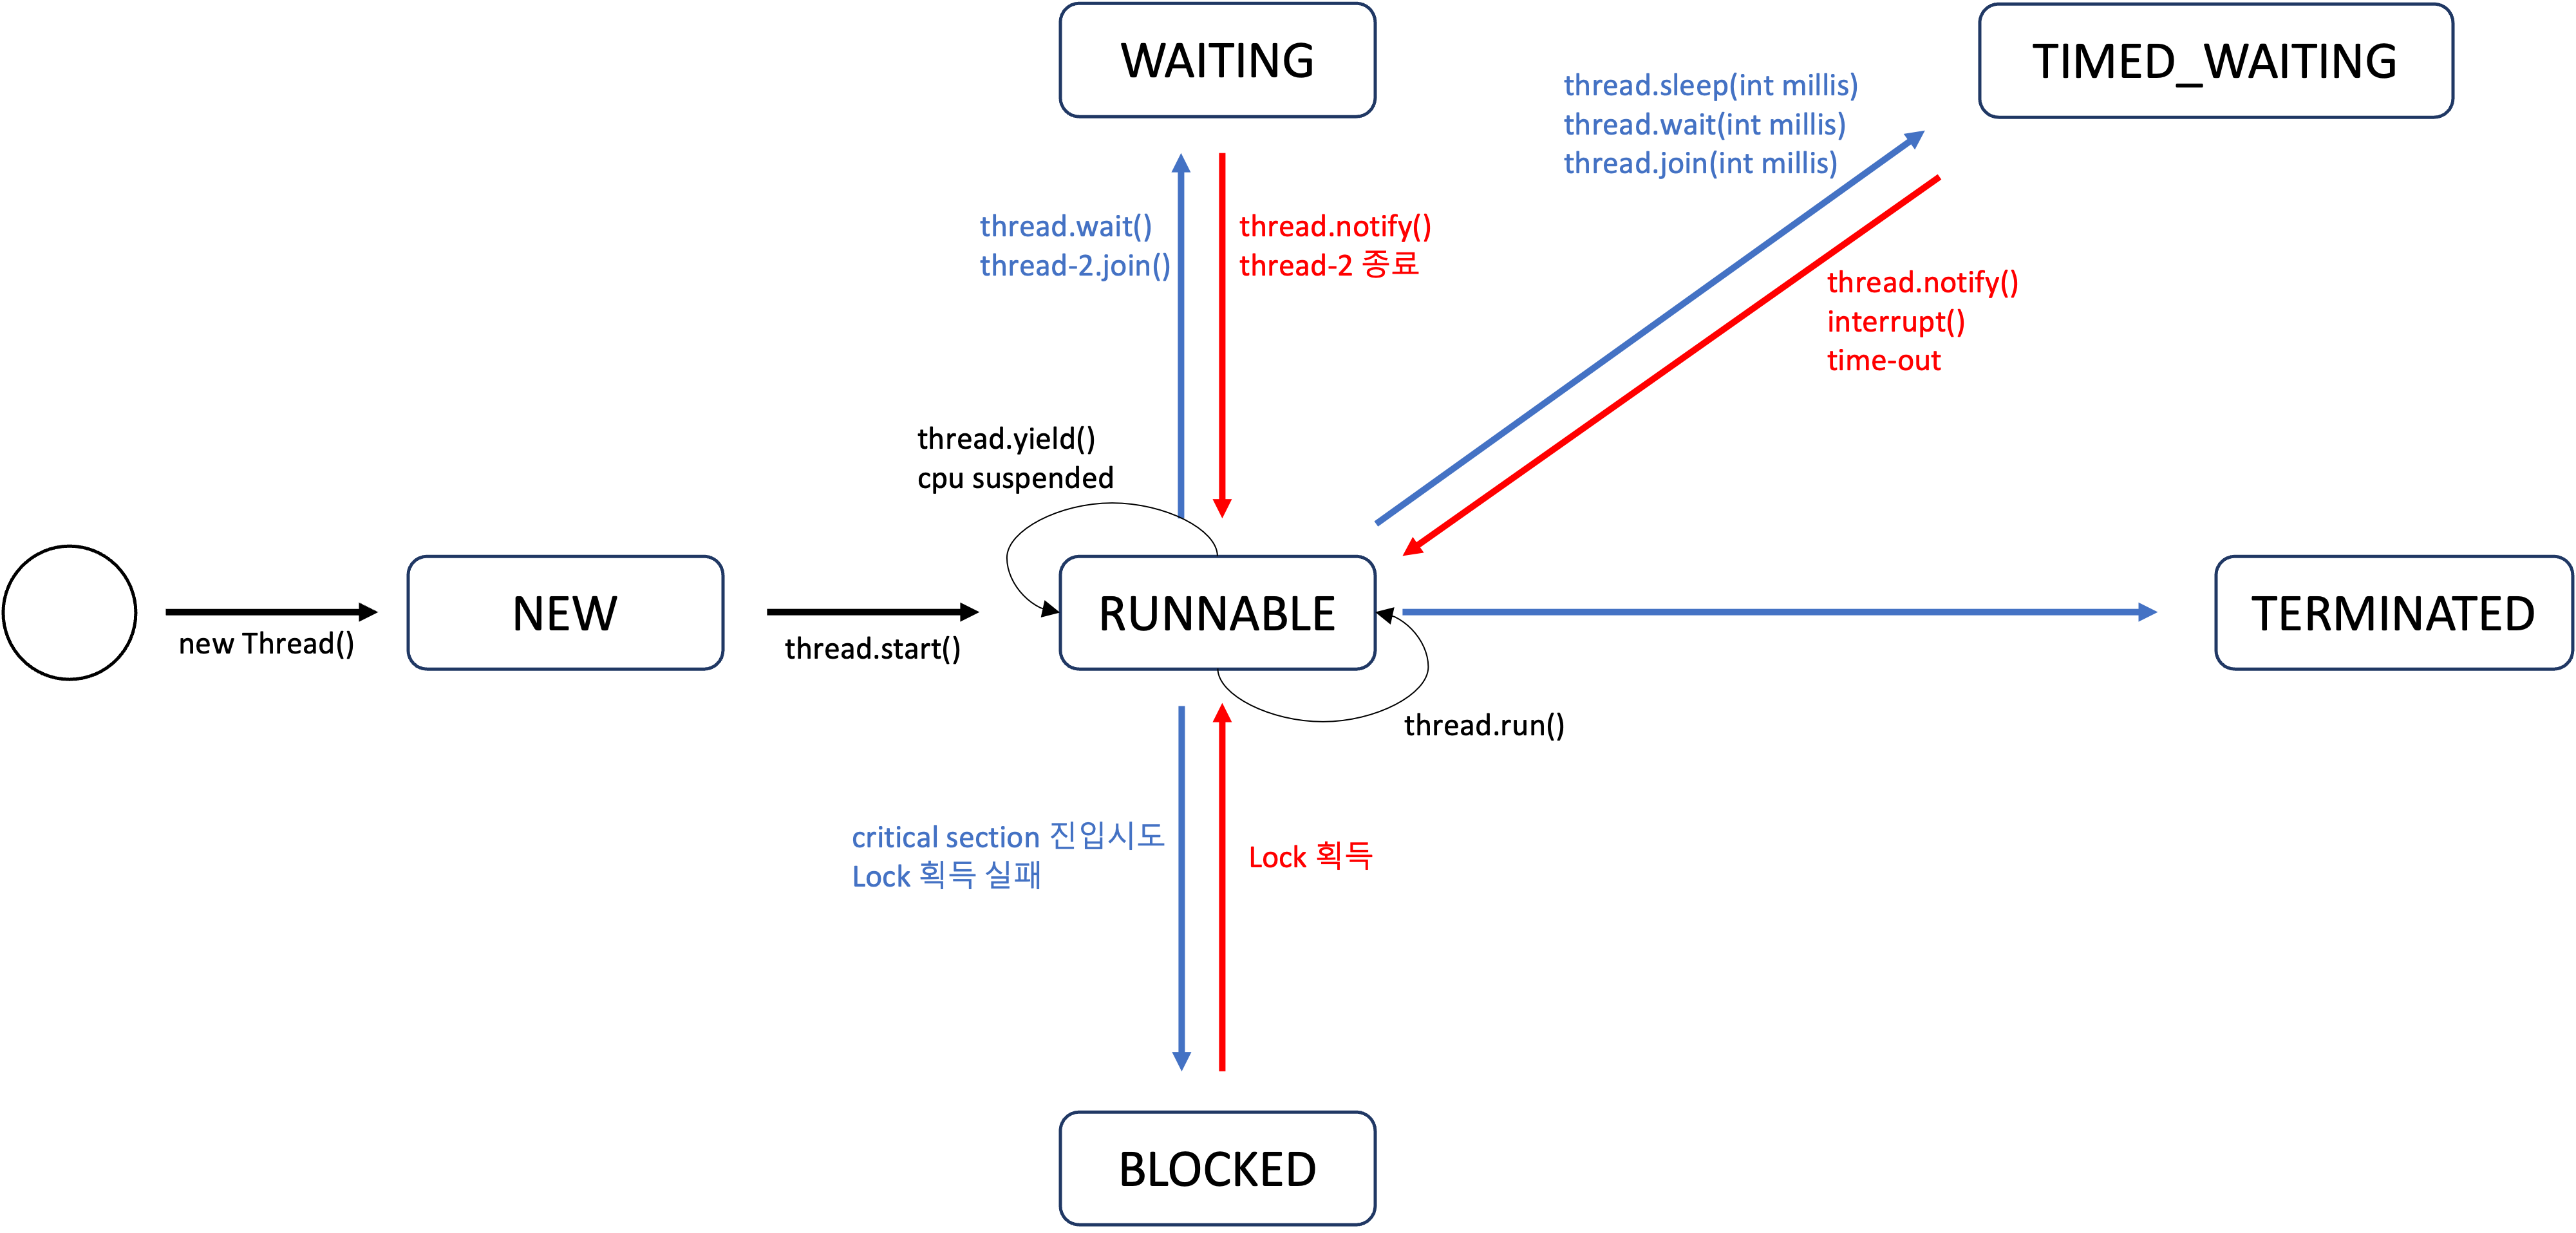 WAITING
TIMED_WAITING
thread.sleep(int millis)
thread.wait(int millis)
thread.join(int millis)
thread.wait()
thread-2.join()
thread.notify()
thread-2 종료
thread.notify()
interrupt()
time-out
thread.yield()
cpu suspended
new Thread()
NEW
thread.start()
RUNNABLE
TERMINATED
thread.run()
critical section 진입시도
Lock 획득 실패
Lock 획득
BLOCKED